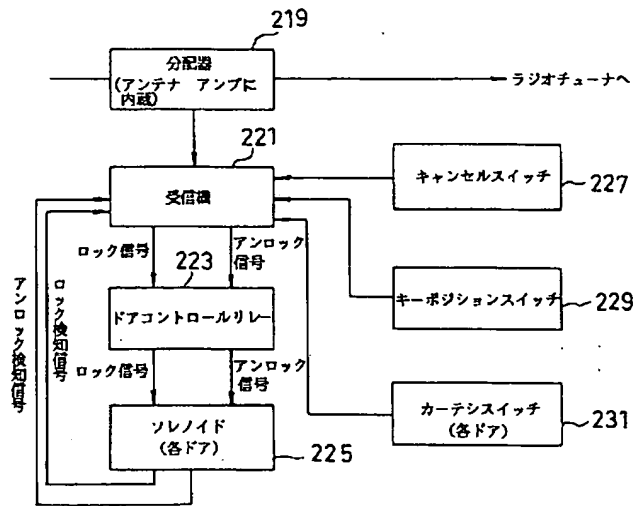 219
分配器
(アンテナ アンプに
内蔵)
ラジオチューナへ
221
受信機
キャンセルスイッチ
227
ロック信号
アンロック
信号
223
アンロック検知信号
ロック検知信号
ドアコントロールリレー
キーポジションスイッチ
229
ロック信号
アンロック
信号
ソレノイド
(各ドア)
225
カーテシスイッチ
(各ドア)
231